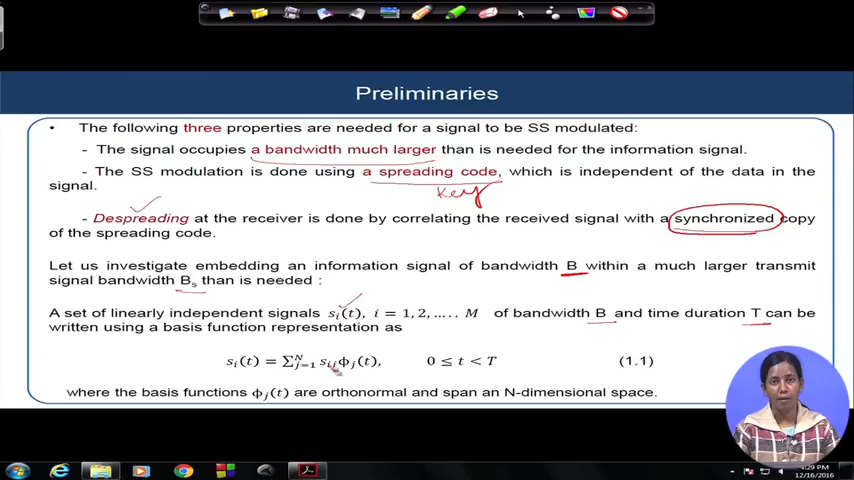 Preliminaries
• The following three properties are needed for a signal to be SS modulated:
- The signal occupies a bandwidth much larger than is needed for the information signal.
- The SS modulation is done using a spreading code, which is independent of the data in the
signal.
key
- Despreading at the receiver is done by correlating the received signal with a synchronized copy
of the spreading code.
Let us investigate embedding an information signal of bandwidth B within a much larger transmit
signal bandwidth Bₛ than is needed :
A set of linearly independent signals sᵢ(t), i = 1,2, .... . M of bandwidth B and time duration T can be
written using a basis function representation as
sᵢ(t) = ∑ᴺⱼ₌₁ sᵢⱼϕⱼ(t), 0 ≤ t < T (1.1)
where the basis functions ϕⱼ(t) are orthonormal and span an N-dimensional space.
4:29 PM
12/16/2016